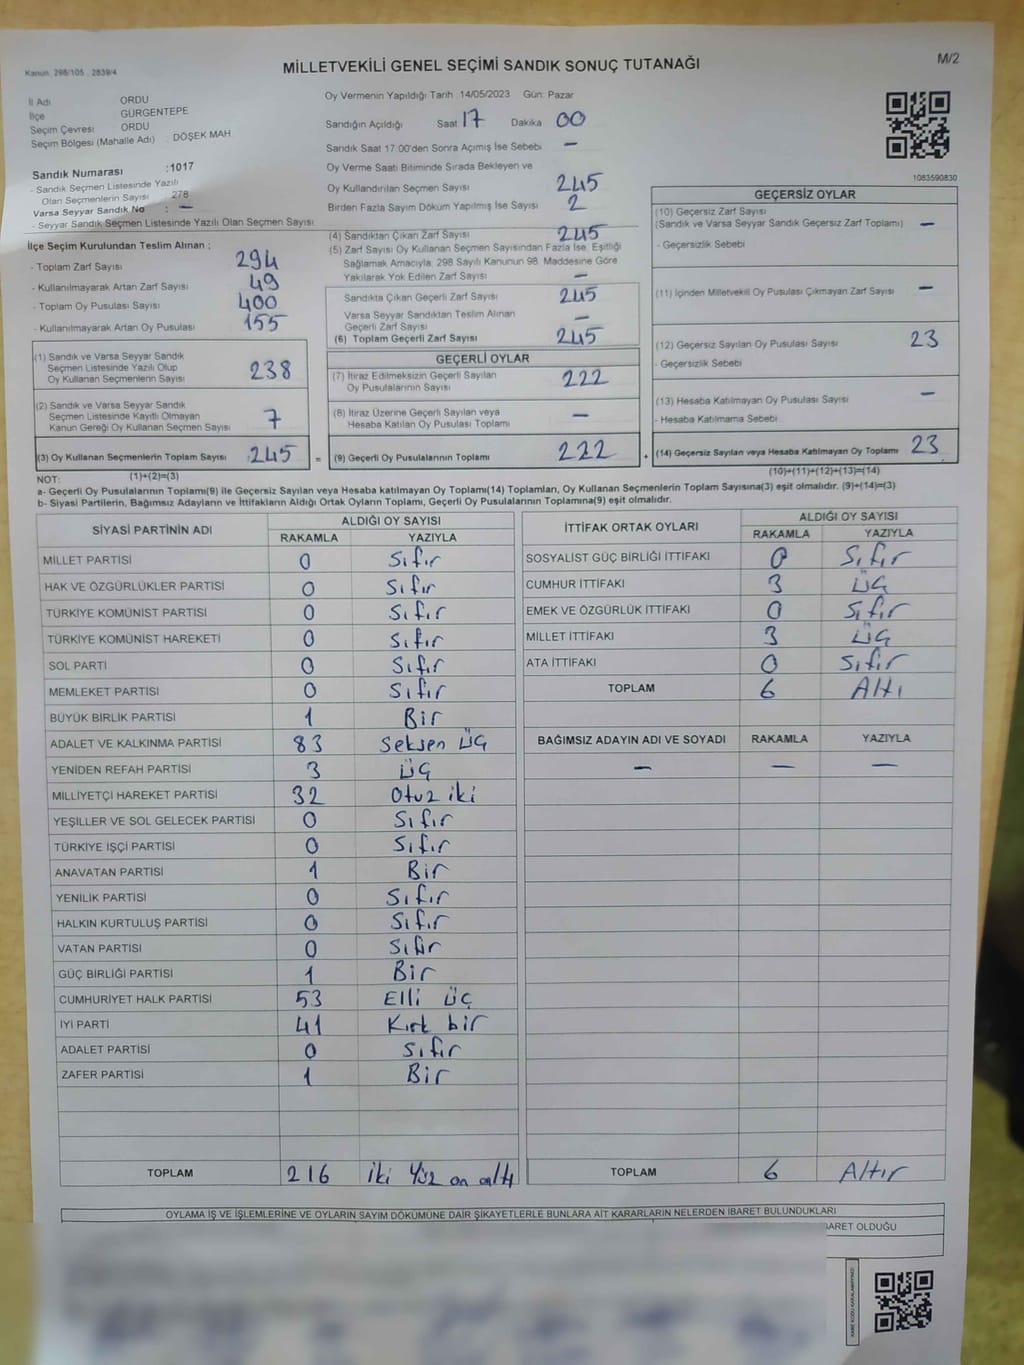 Kanun. 298/105 , 2839/4
MİLLETVEKİLİ GENEL SEÇİMİ SANDIK SONUÇ TUTANAĞI
M/2
İl Adı ORDU
İlçe GÜRGENTEPE
Seçim Çevresi ORDU
Seçim Bölgesi (Mahalle Adı) DÖŞEK MAH
Sandık Numarası :1017
- Sandık Seçmen Listesinde Yazılı
Olan Seçmenlerin Sayısı 278
Varsa Seyyar Sandık No : —
- Seyyar Sandık Seçmen Listesinde Yazılı Olan Seçmen Sayısı
Oy Vermenin Yapıldığı Tarih :14/05/2023 Gün: Pazar
Sandığın Açıldığı Saat 17 Dakika 00
Sandık Saat 17:00'den Sonra Açımış İse Sebebi —
Oy Verme Saati Bitiminde Sırada Bekleyen ve
Oy Kullandırılan Seçmen Sayısı 245
Birden Fazla Sayım Döküm Yapılmış İse Sayısı 2
1083590830
İlçe Seçim Kurulundan Teslim Alınan ;
- Toplam Zarf Sayısı 294
- Kullanılmayarak Artan Zarf Sayısı 49
- Toplam Oy Pusulası Sayısı 400
- Kullanılmayarak Artan Oy Pusulası 155
(1) Sandık ve Varsa Seyyar Sandık
Seçmen Listesinde Yazılı Olup
Oy Kullanan Seçmenlerin Sayısı 238
(2) Sandık ve Varsa Seyyar Sandık
Seçmen Listesinde Kayıtlı Olmayan
Kanun Gereği Oy Kullanan Seçmen Sayısı 7
(3) Oy Kullanan Seçmenlerin Toplam Sayısı 245 =
(1)+(2)=(3)
(4) Sandıktan Çıkan Zarf Sayısı 245
(5) Zarf Sayısı Oy Kullanan Seçmen Sayısından Fazla İse, Eşitliği
Sağlamak Amacıyla, 298 Sayılı Kanunun 98. Maddesine Göre
Yakılarak Yok Edilen Zarf Sayısı —
Sandıkta Çıkan Geçerli Zarf Sayısı 245
Varsa Seyyar Sandıktan Teslim Alınan
Geçerli Zarf Sayısı —
(6) Toplam Geçerli Zarf Sayısı 245
GEÇERLİ OYLAR
(7) İtiraz Edilmeksizin Geçerli Sayılan
Oy Pusulalarının Sayısı 222
(8) İtiraz Üzerine Geçerli Sayılan veya
Hesaba Katılan Oy Pusulası Toplamı —
(9) Geçerli Oy Pusulalarının Toplamı 222 +
GEÇERSİZ OYLAR
(10) Geçersiz Zarf Sayısı
(Sandık ve Varsa Seyyar Sandık Geçersiz Zarf Toplamı) —
- Geçersizlik Sebebi
(11) İçinden Milletvekili Oy Pusulası Çıkmayan Zarf Sayısı —
(12) Geçersiz Sayılan Oy Pusulası Sayısı 23
- Geçersizlik Sebebi
(13) Hesaba Katılmayan Oy Pusulası Sayısı —
- Hesaba Katılmama Sebebi
(14) Geçersiz Sayılan veya Hesaba Katılmayan Oy Toplamı 23
(10)+(11)+(12)+(13)=(14)
NOT:
a- Geçerli Oy Pusulalarının Toplamı(9) ile Geçersiz Sayılan veya Hesaba katılmayan Oy Toplamı(14) Toplamları, Oy Kullanan Seçmenlerin Toplam Sayısına(3) eşit olmalıdır. (9)+(14)=(3)
b- Siyasi Partilerin, Bağımsız Adayların ve İttifakların Aldığı Ortak Oyların Toplamı, Geçerli Oy Pusulalarının Toplamına(9) eşit olmalıdır.
SİYASİ PARTİNİN ADI ALDIĞI OY SAYISI
RAKAMLA YAZIYLA
MİLLET PARTİSİ 0 Sıfır
HAK VE ÖZGÜRLÜKLER PARTİSİ 0 Sıfır
TÜRKİYE KOMÜNİST PARTİSİ 0 Sıfır
TÜRKİYE KOMÜNİST HAREKETİ 0 Sıfır
SOL PARTİ 0 Sıfır
MEMLEKET PARTİSİ 0 Sıfır
BÜYÜK BİRLİK PARTİSİ 1 Bir
ADALET VE KALKINMA PARTİSİ 83 Seksen üç
YENİDEN REFAH PARTİSİ 3 üç
MİLLİYETÇİ HAREKET PARTİSİ 32 Otuz iki
YEŞİLLER VE SOL GELECEK PARTİSİ 0 Sıfır
TÜRKİYE İŞÇİ PARTİSİ 0 Sıfır
ANAVATAN PARTİSİ 1 Bir
YENİLİK PARTİSİ 0 Sıfır
HALKIN KURTULUŞ PARTİSİ 0 Sıfır
VATAN PARTİSİ 0 Sıfır
GÜÇ BİRLİĞİ PARTİSİ 1 Bir
CUMHURİYET HALK PARTİSİ 53 Elli üç
İYİ PARTİ 41 Kırk bir
ADALET PARTİSİ 0 Sıfır
ZAFER PARTİSİ 1 Bir
TOPLAM 216 iki Yüz on altı
İTTİFAK ORTAK OYLARI ALDIĞI OY SAYISI
RAKAMLA YAZIYLA
SOSYALİST GÜÇ BİRLİĞİ İTTİFAKI 0 Sıfır
CUMHUR İTTİFAKI 3 üç
EMEK VE ÖZGÜRLÜK İTTİFAKI 0 Sıfır
MİLLET İTTİFAKI 3 üç
ATA İTTİFAKI 0 Sıfır
TOPLAM 6 Altı
BAĞIMSIZ ADAYIN ADI VE SOYADI RAKAMLA YAZIYLA
— — —
TOPLAM 6 Altır
OYLAMA İŞ VE İŞLEMLERİNE VE OYLARIN SAYIM DÖKÜMÜNE DAİR ŞİKAYETLERLE BUNLARA AİT KARARLARIN NELERDEN İBARET BULUNDUKLARI
BARET OLDUĞU
KARE KODU KARALAMAYINIZ!